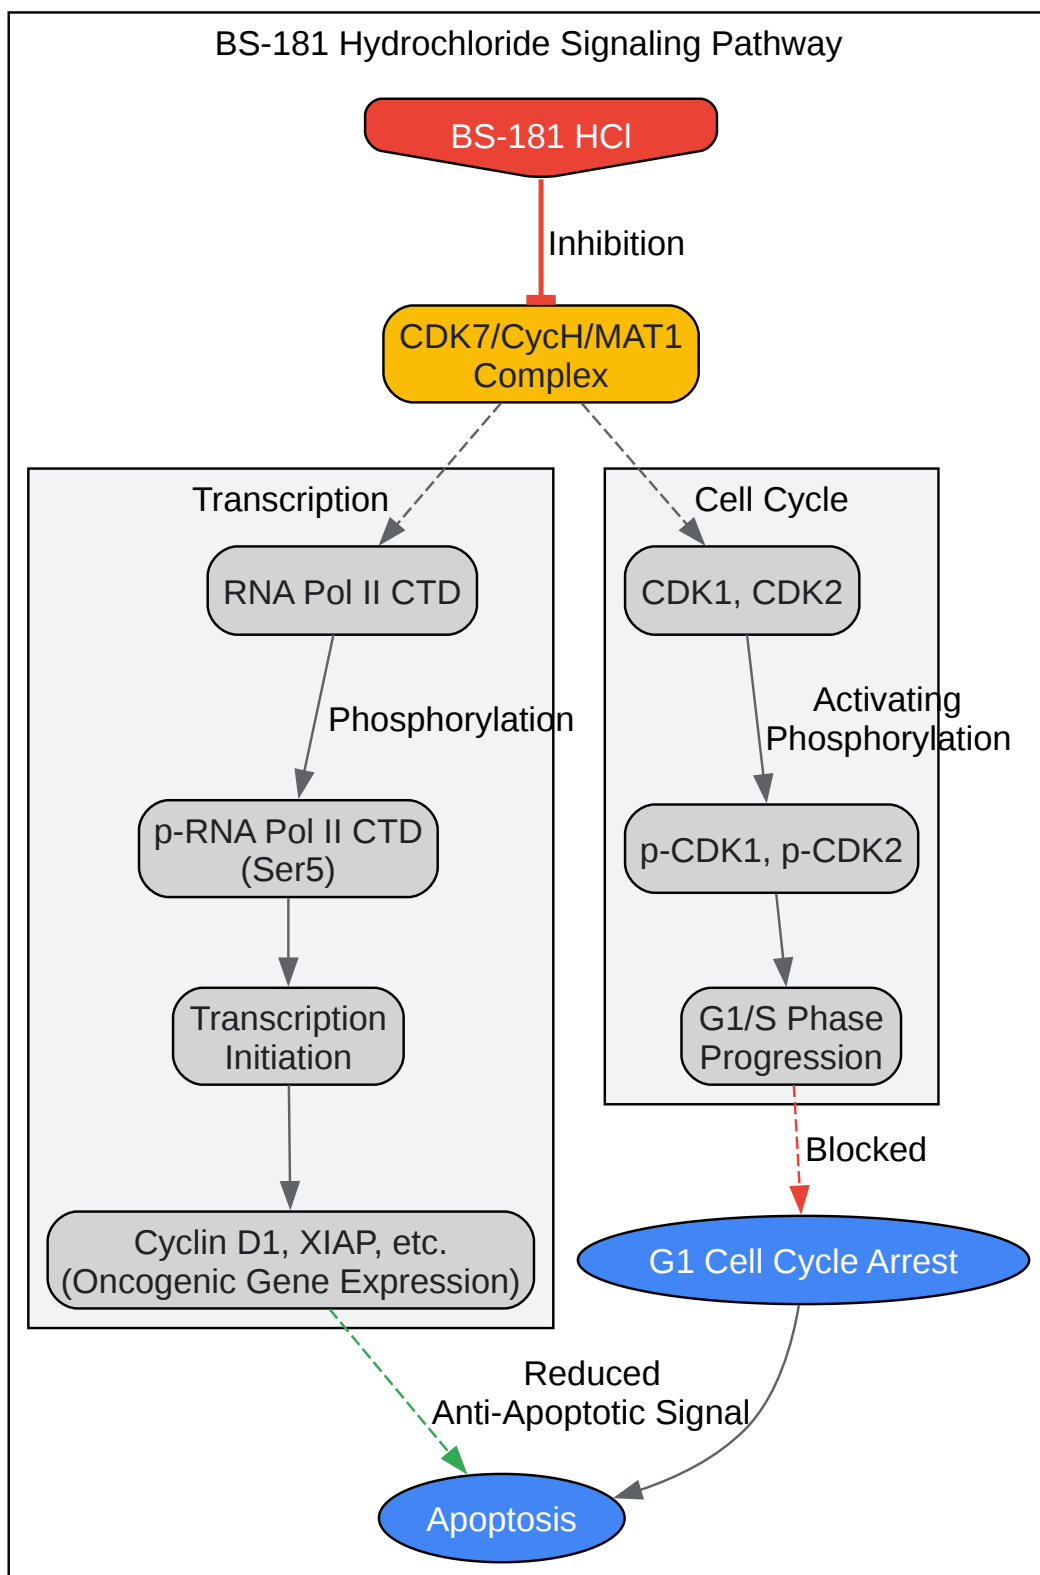 BS-181 Hydrochloride Signaling Pathway
BS-181 HCl
Inhibition
CDK7/CycH/MAT1
Complex
Transcription
RNA Pol II CTD
Phosphorylation
p-RNA Pol II CTD
(Ser5)
Transcription
Initiation
Cyclin D1, XIAP, etc.
(Oncogenic Gene Expression)
Cell Cycle
CDK1, CDK2
Activating
Phosphorylation
p-CDK1, p-CDK2
G1/S Phase
Progression
Blocked
G1 Cell Cycle Arrest
Reduced
Anti-Apoptotic Signal
Apoptosis